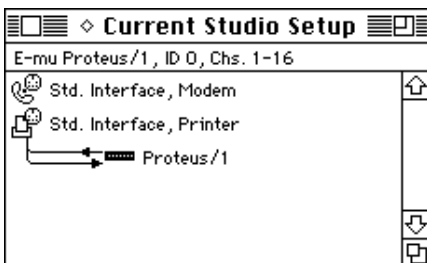 Current Studio Setup
E-mu Proteus/1, ID 0, Chs. 1-16
Std. Interface, Modem
Std. Interface, Printer
Proteus/1